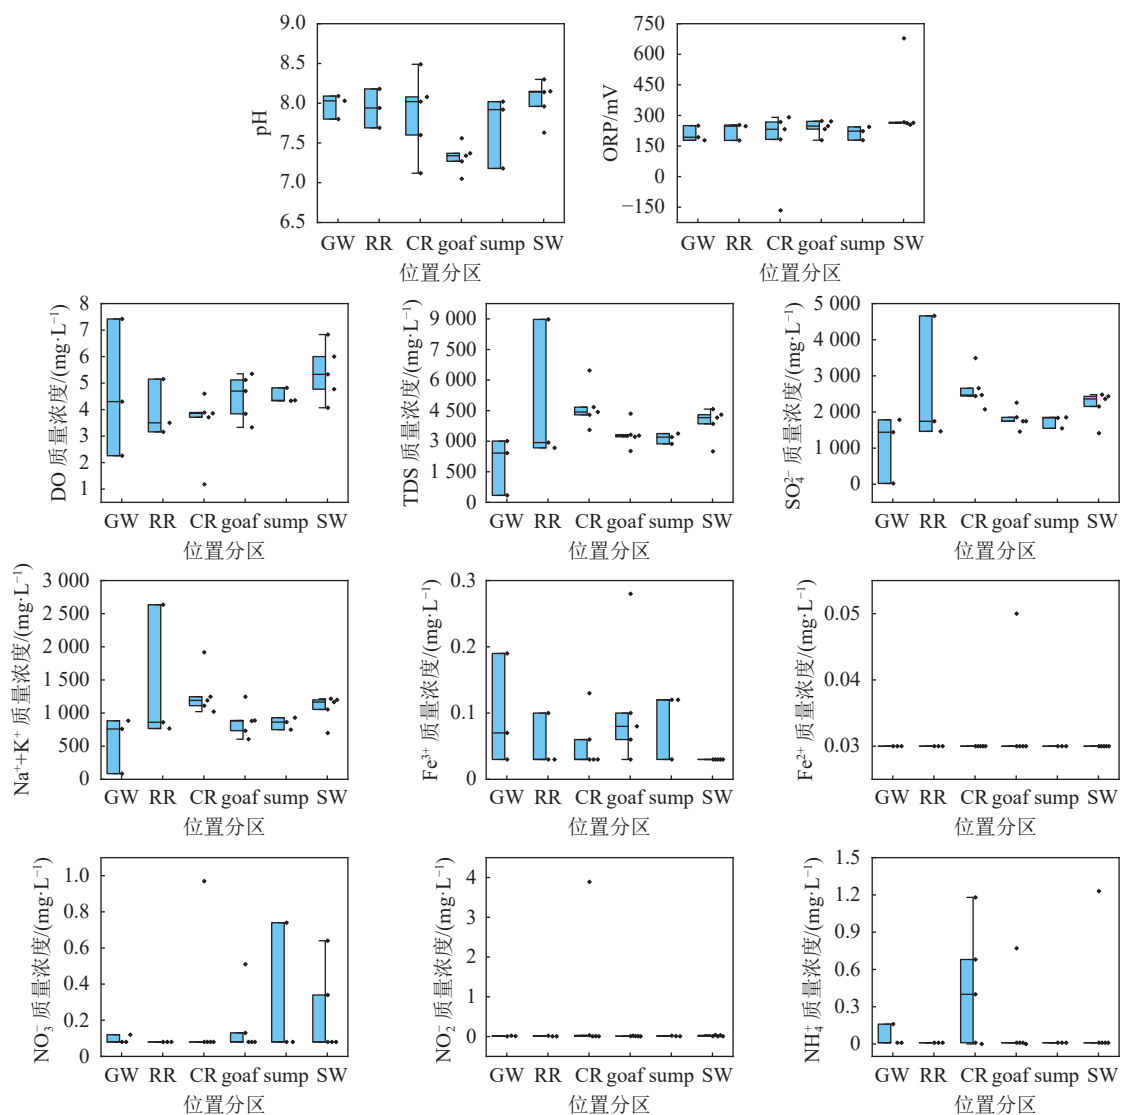 pH
9.0
8.5
8.0
7.5
7.0
6.5
GW RR CR goaf sump SW
位置分区
ORP/mV
750
600
450
300
150
0
−150
GW RR CR goaf sump SW
位置分区
DO 质量浓度/(mg·L⁻¹)
8
7
6
5
4
3
2
1
GW RR CR goaf sump SW
位置分区
TDS 质量浓度/(mg·L⁻¹)
9 000
7 500
6 000
4 500
3 000
1 500
0
GW RR CR goaf sump SW
位置分区
SO₄²⁻ 质量浓度/(mg·L⁻¹)
5 000
4 000
3 000
2 000
1 000
0
GW RR CR goaf sump SW
位置分区
Na⁺+K⁺ 质量浓度/(mg·L⁻¹)
3 000
2 500
2 000
1 500
1 000
500
0
GW RR CR goaf sump SW
位置分区
Fe³⁺ 质量浓度/(mg·L⁻¹)
0.3
0.2
0.1
0
GW RR CR goaf sump SW
位置分区
Fe²⁺ 质量浓度/(mg·L⁻¹)
0.05
0.04
0.03
GW RR CR goaf sump SW
位置分区
NO₃⁻ 质量浓度/(mg·L⁻¹)
1.0
0.8
0.6
0.4
0.2
0
GW RR CR goaf sump SW
位置分区
NO₂⁻ 质量浓度/(mg·L⁻¹)
4
3
2
1
0
GW RR CR goaf sump SW
位置分区
NH₄⁺ 质量浓度/(mg·L⁻¹)
1.5
1.2
0.9
0.6
0.3
0
GW RR CR goaf sump SW
位置分区